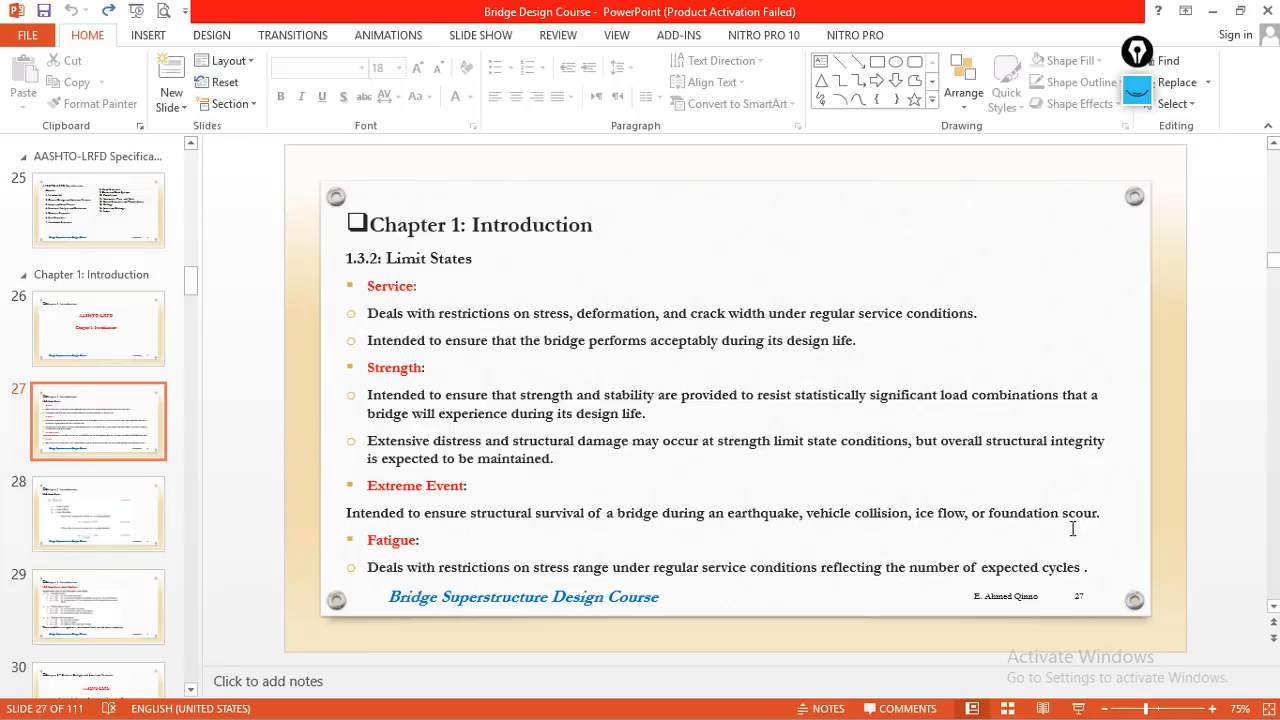 Bridge Design Course - PowerPoint (Product Activation Failed)
?
FILE HOME INSERT DESIGN TRANSITIONS ANIMATIONS SLIDE SHOW REVIEW VIEW ADD-INS NITRO PRO 10 NITRO PRO Sign in
Paste
Cut
Copy
Format Painter
Clipboard
New
Slide
Layout
Reset
Section
Slides
18
B I U S abc AV Aa A
Font
Text Direction
Align Text
Convert to SmartArt
Paragraph
Arrange
Quick
Styles
Shape Fill
Shape Outline
Shape Effects
Drawing
Find
Replace
Select
Editing
AASHTO-LRFD Specifica...
25
Chapter 1: Introduction
26
AASHTO-LRFD
Chapter 1: Introduction
27
28
29
30
Chapter 1: Introduction
1.3.2: Limit States
Service:
Deals with restrictions on stress, deformation, and crack width under regular service conditions.
Intended to ensure that the bridge performs acceptably during its design life.
Strength:
Intended to ensure that strength and stability are provided to resist statistically significant load combinations that a
bridge will experience during its design life.
Extensive distress and structural damage may occur at strength limit state conditions, but overall structural integrity
is expected to be maintained.
Extreme Event:
Intended to ensure structural survival of a bridge during an earthquake, vehicle collision, ice flow, or foundation scour.
Fatigue:
Deals with restrictions on stress range under regular service conditions reflecting the number of expected cycles .
Bridge Superstructure Design Course E. Ahmed Qinno 27
Activate Windows
Go to Settings to activate Windows.
Click to add notes
SLIDE 27 OF 111 ENGLISH (UNITED STATES) NOTES COMMENTS 75%